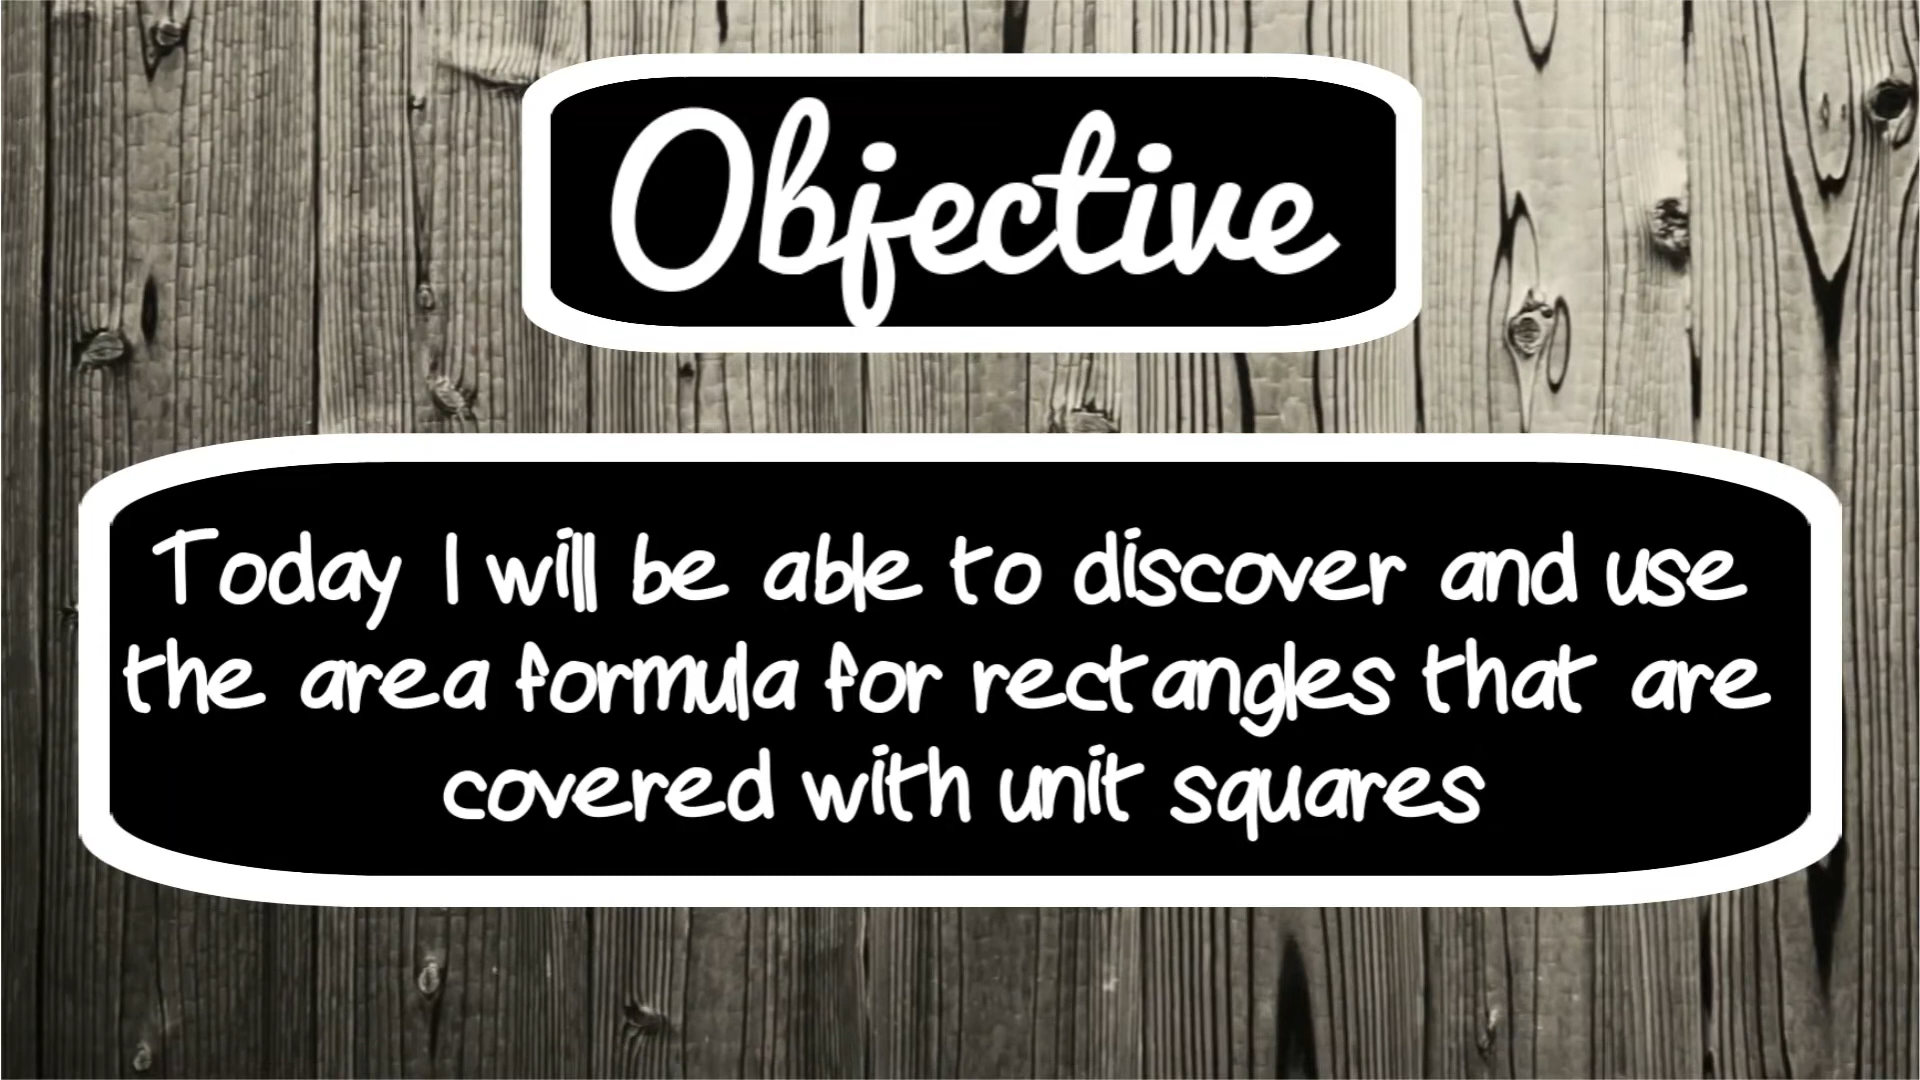 Objective
Today I will be able to discover and use
the area formula for rectangles that are
covered with unit squares